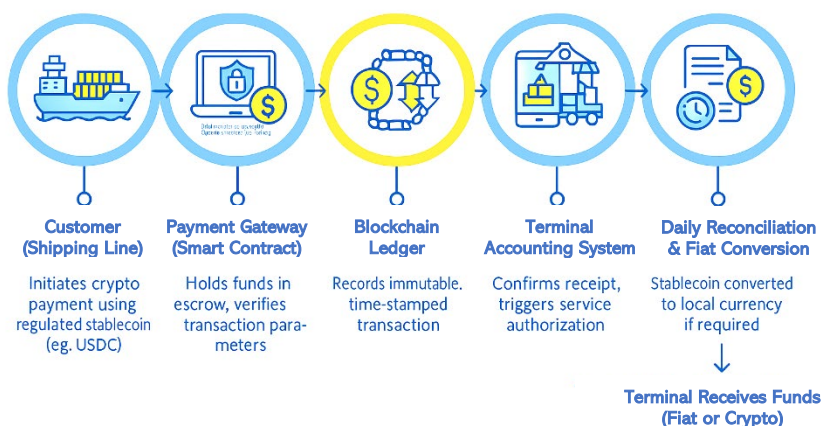 Customer
(Shipping Line)
Initiates crypto
payment using
regulated stablecoin
(eg. USDC)
Payment Gateway
(Smart Contract)
Holds funds in
escrow, verifies
transaction para-
meters
Blockchain
Ledger
Records immutable.
time-stamped
transaction
Terminal
Accounting System
Confirms receipt,
triggers service
authorization
Daily Reconciliation
& Fiat Conversion
Stablecoin converted
to local currency
if required
Terminal Receives Funds
(Fiat or Crypto)